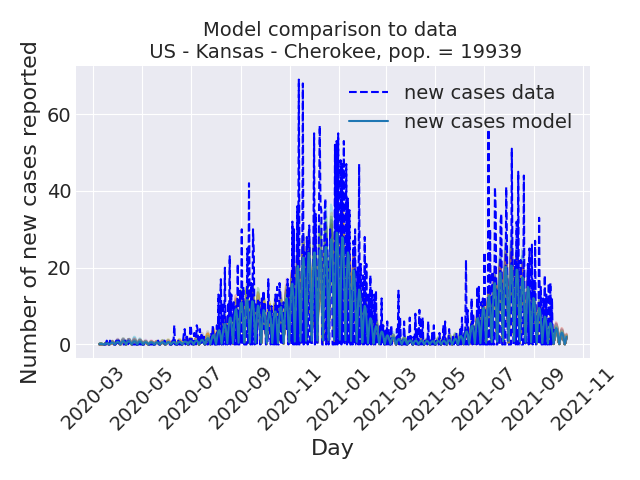 Model comparison to data
US - Kansas - Cherokee, pop. = 19939
Number of new cases reported
60
40
20
0
new cases data
new cases model
2020-03
2020-05
2020-07
2020-09
2020-11
2021-01
2021-03
2021-05
2021-07
2021-09
2021-11
Day